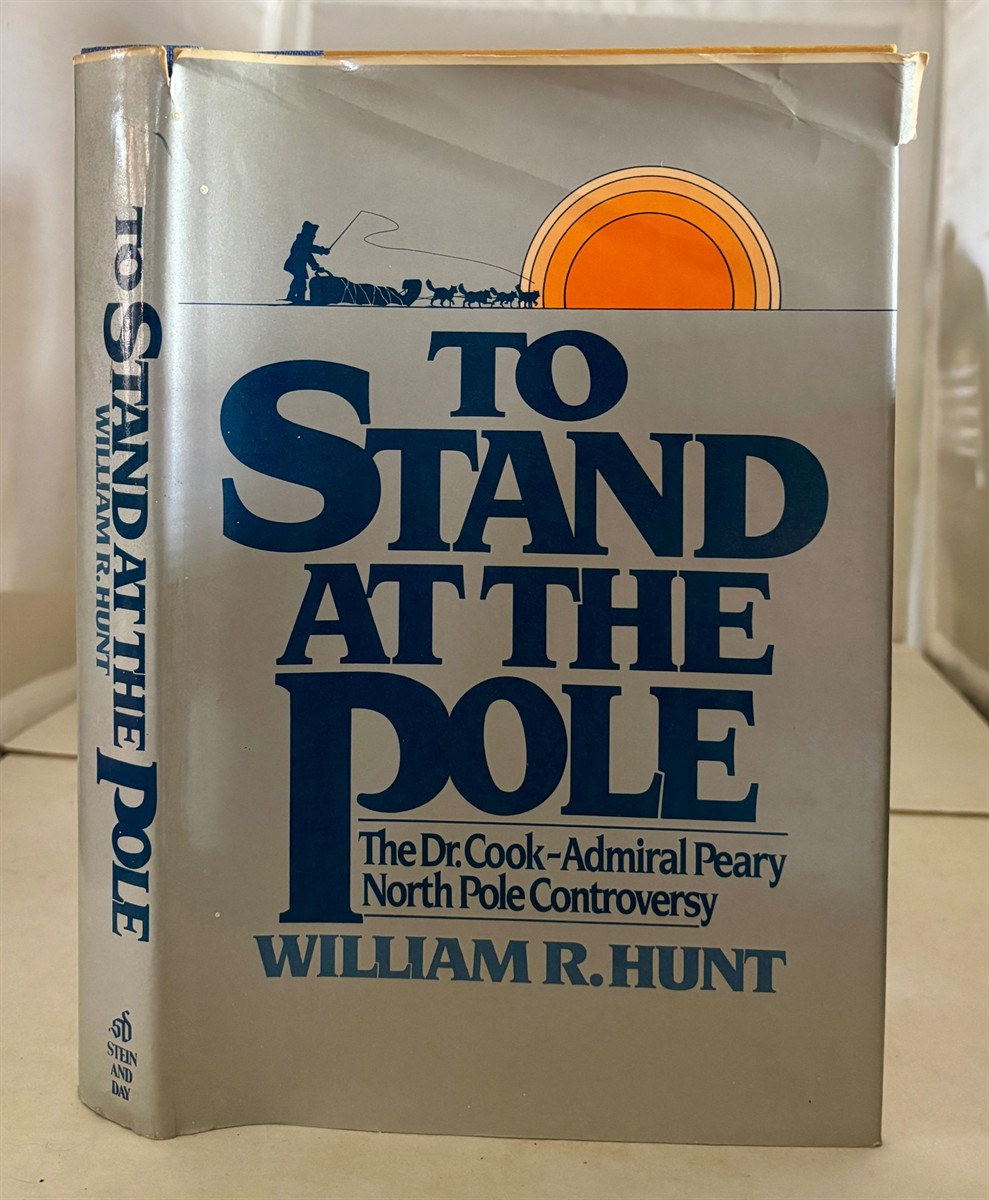 TO STAND AT THE POLE
WILLIAM R. HUNT
SD
STEIN
AND
DAY
TO
STAND
AT THE
POLE
The Dr. Cook-Admiral Peary
North Pole Controversy
WILLIAM R. HUNT